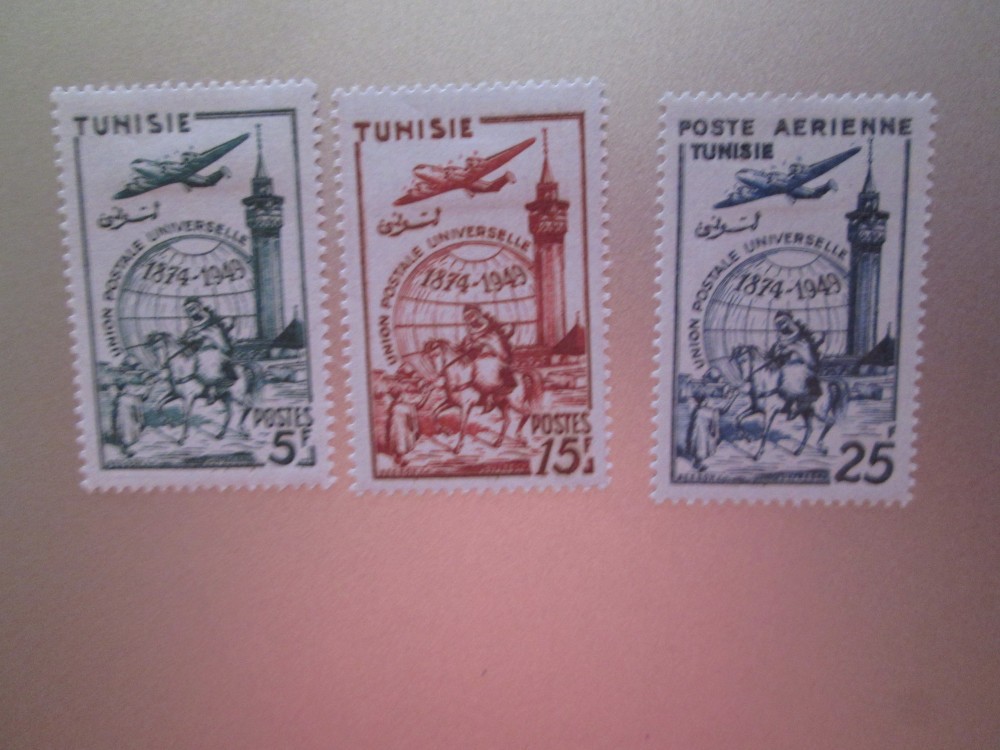 TUNISIE
UNION POSTALE UNIVERSELLE
1874-1949
POSTES
5F
TUNISIE
UNION POSTALE UNIVERSELLE
1874-1949
POSTES
15F
POSTE AERIENNE
TUNISIE
UNION POSTALE UNIVERSELLE
1874-1949
25F